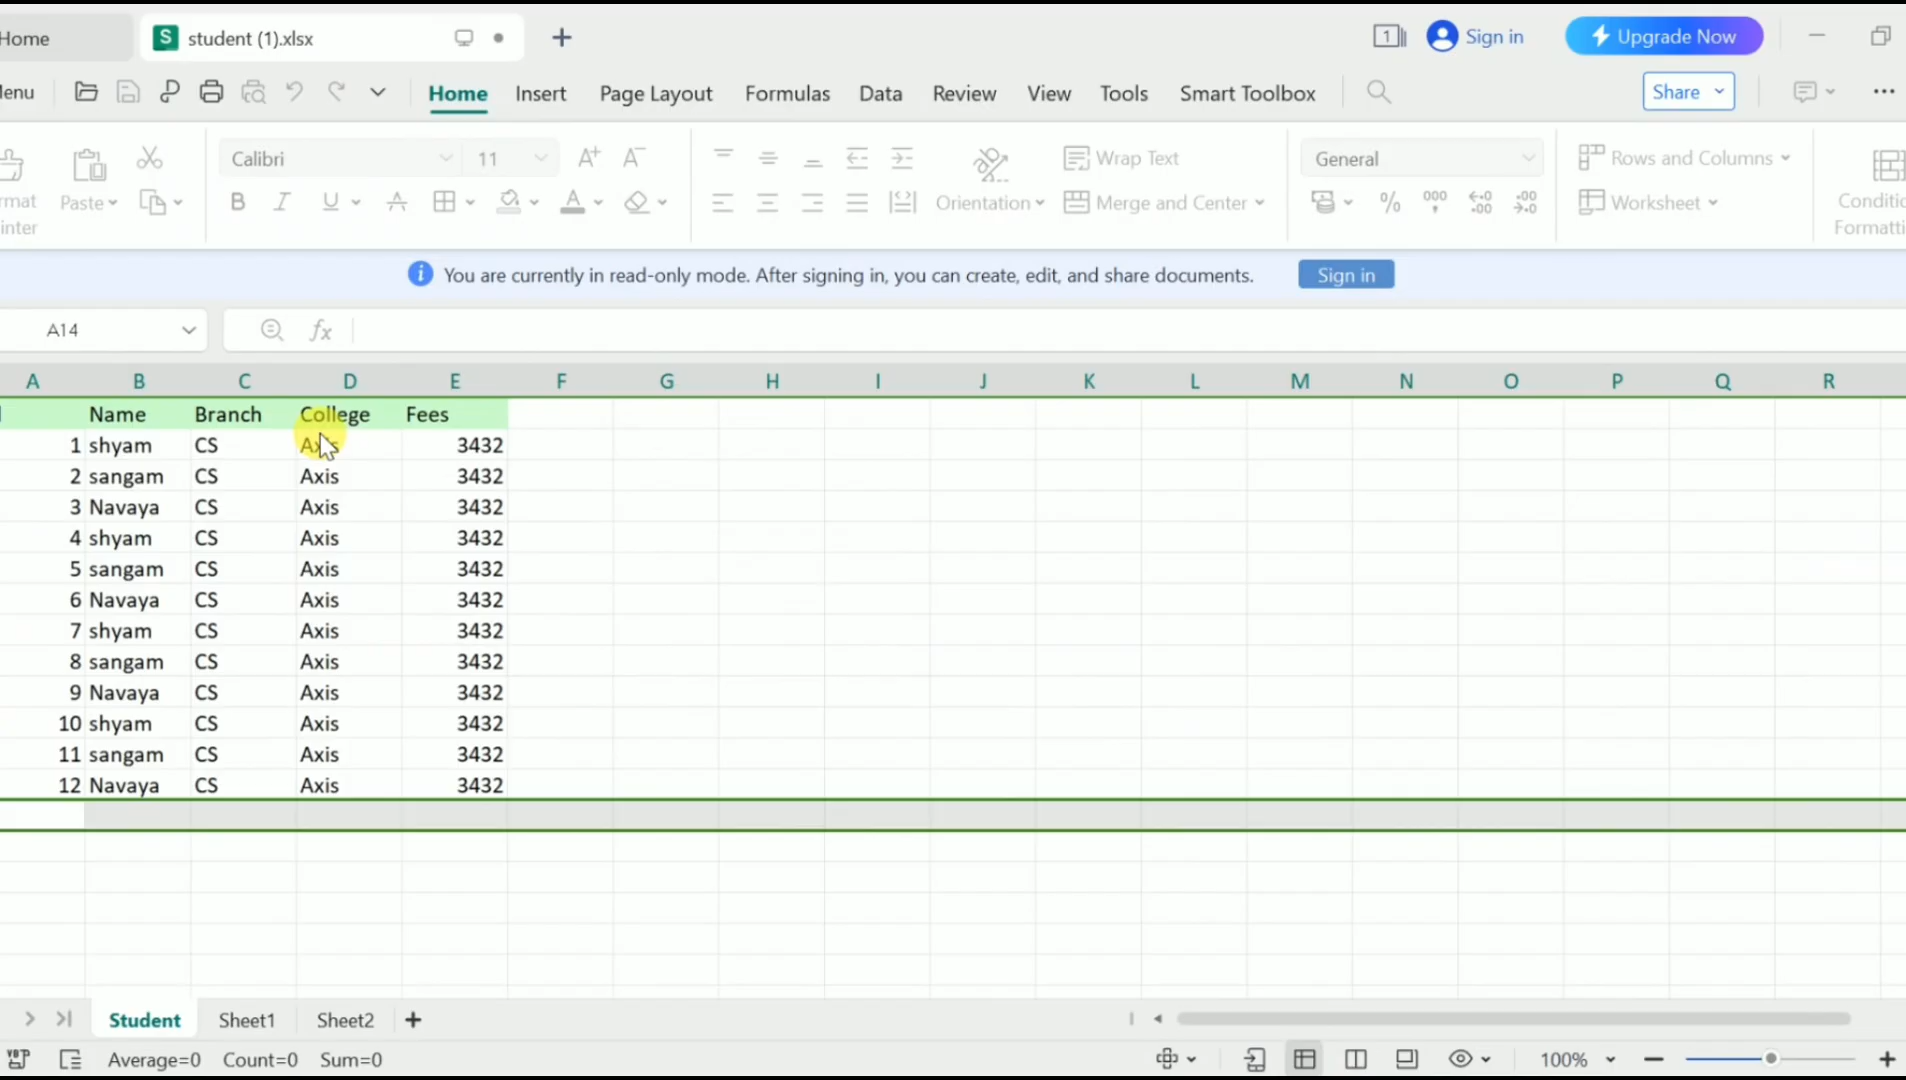 Home student (1).xlsx Sign in Upgrade Now
Home Insert Page Layout Formulas Data Review View Tools Smart Toolbox Share
Calibri 11 Wrap Text General Rows and Columns
Paste Orientation Merge and Center Worksheet
You are currently in read-only mode. After signing in, you can create, edit, and share documents. Sign in
A14 fx
A B C D E F G H I J K L M N O P Q R
Name Branch College Fees
1 shyam CS Axis 3432
2 sangam CS Axis 3432
3 Navaya CS Axis 3432
4 shyam CS Axis 3432
5 sangam CS Axis 3432
6 Navaya CS Axis 3432
7 shyam CS Axis 3432
8 sangam CS Axis 3432
9 Navaya CS Axis 3432
10 shyam CS Axis 3432
11 sangam CS Axis 3432
12 Navaya CS Axis 3432
Student Sheet1 Sheet2
Average=0 Count=0 Sum=0 100%